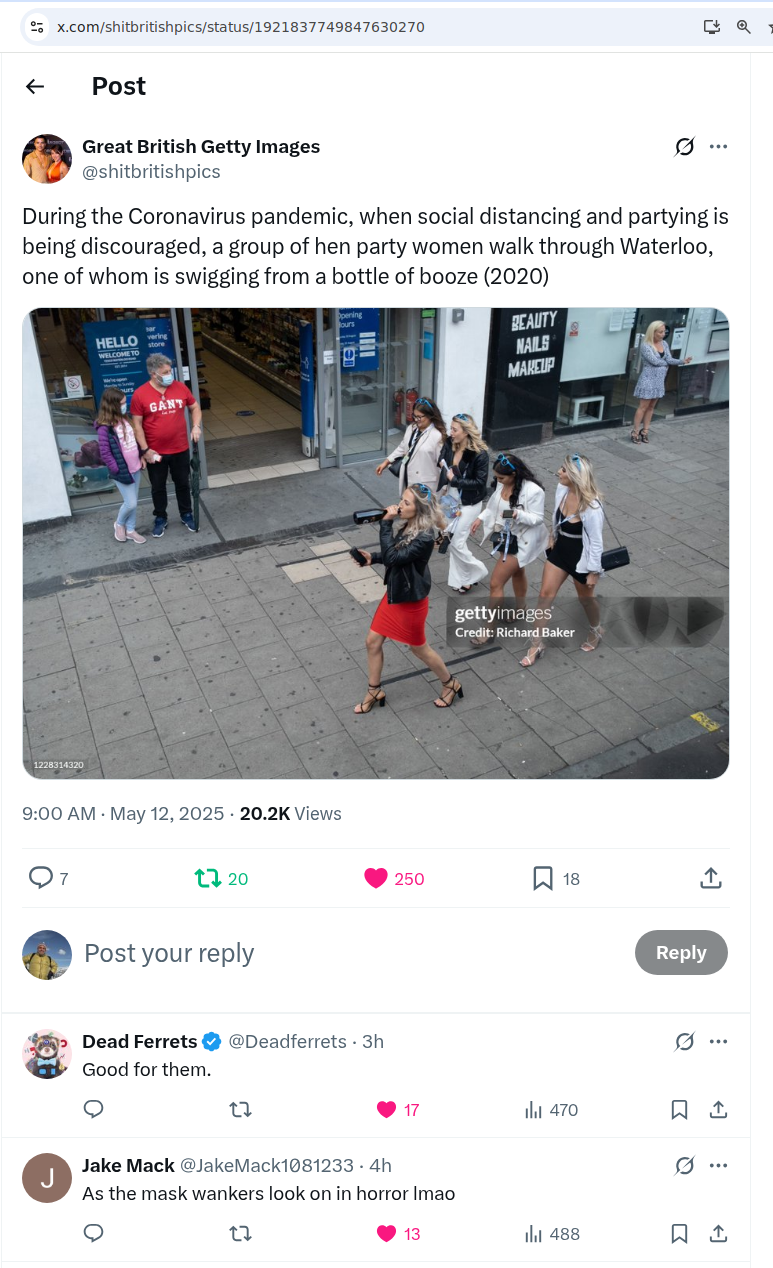 x.com/shitbritishpics/status/1921837749847630270
Post
Great British Getty Images
@shitbritishpics
During the Coronavirus pandemic, when social distancing and partying is
being discouraged, a group of hen party women walk through Waterloo,
one of whom is swigging from a bottle of booze (2020)
HELLO
WELCOME TO
Opening
BEAUTY
NAILS
MAKEUP
GANT
gettyimages
Credit: Richard Baker
1228314320
9:00 AM · May 12, 2025 · 20.2K Views
7
20
250
18
Post your reply
Reply
Dead Ferrets @Deadferrets · 3h
Good for them.
17
470
J
Jake Mack @JakeMack1081233 · 4h
As the mask wankers look on in horror lmao
13
488